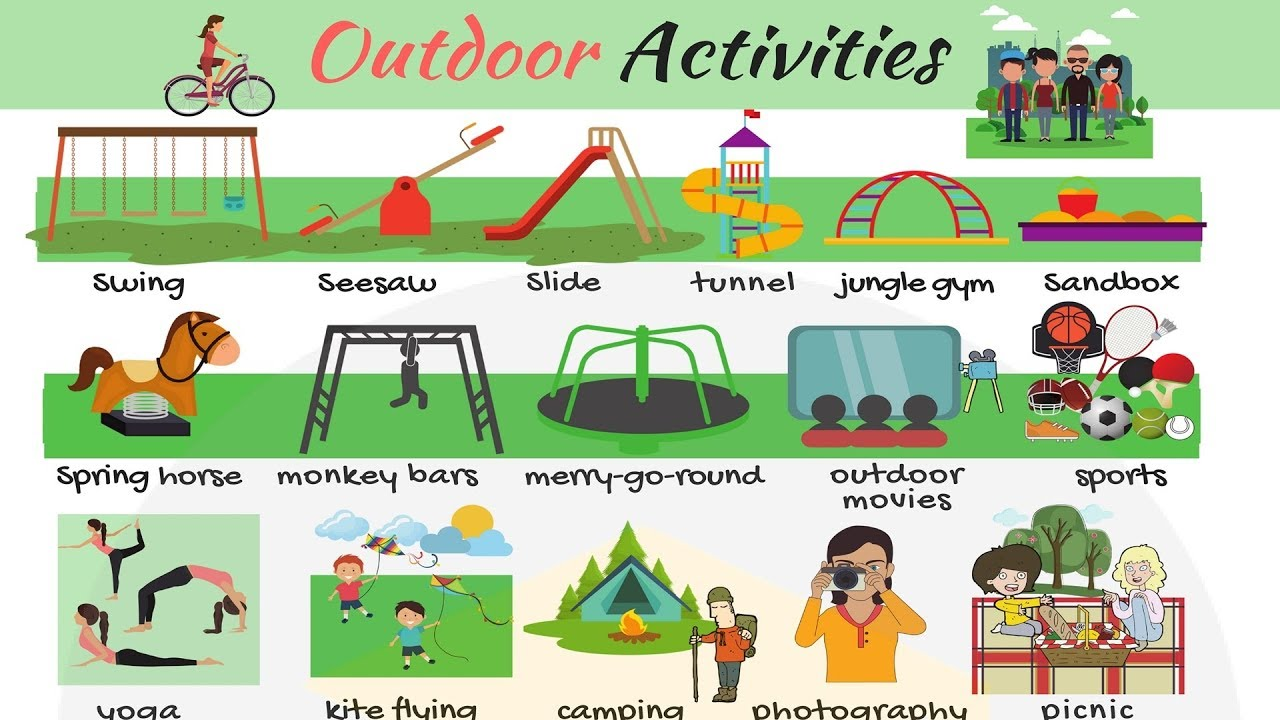 Outdoor Activities
Swing Seesaw Slide tunnel jungle gym Sandbox
Spring horse monkey bars merry-go-round outdoor movies sports
yoga kite flying camping photography picnic